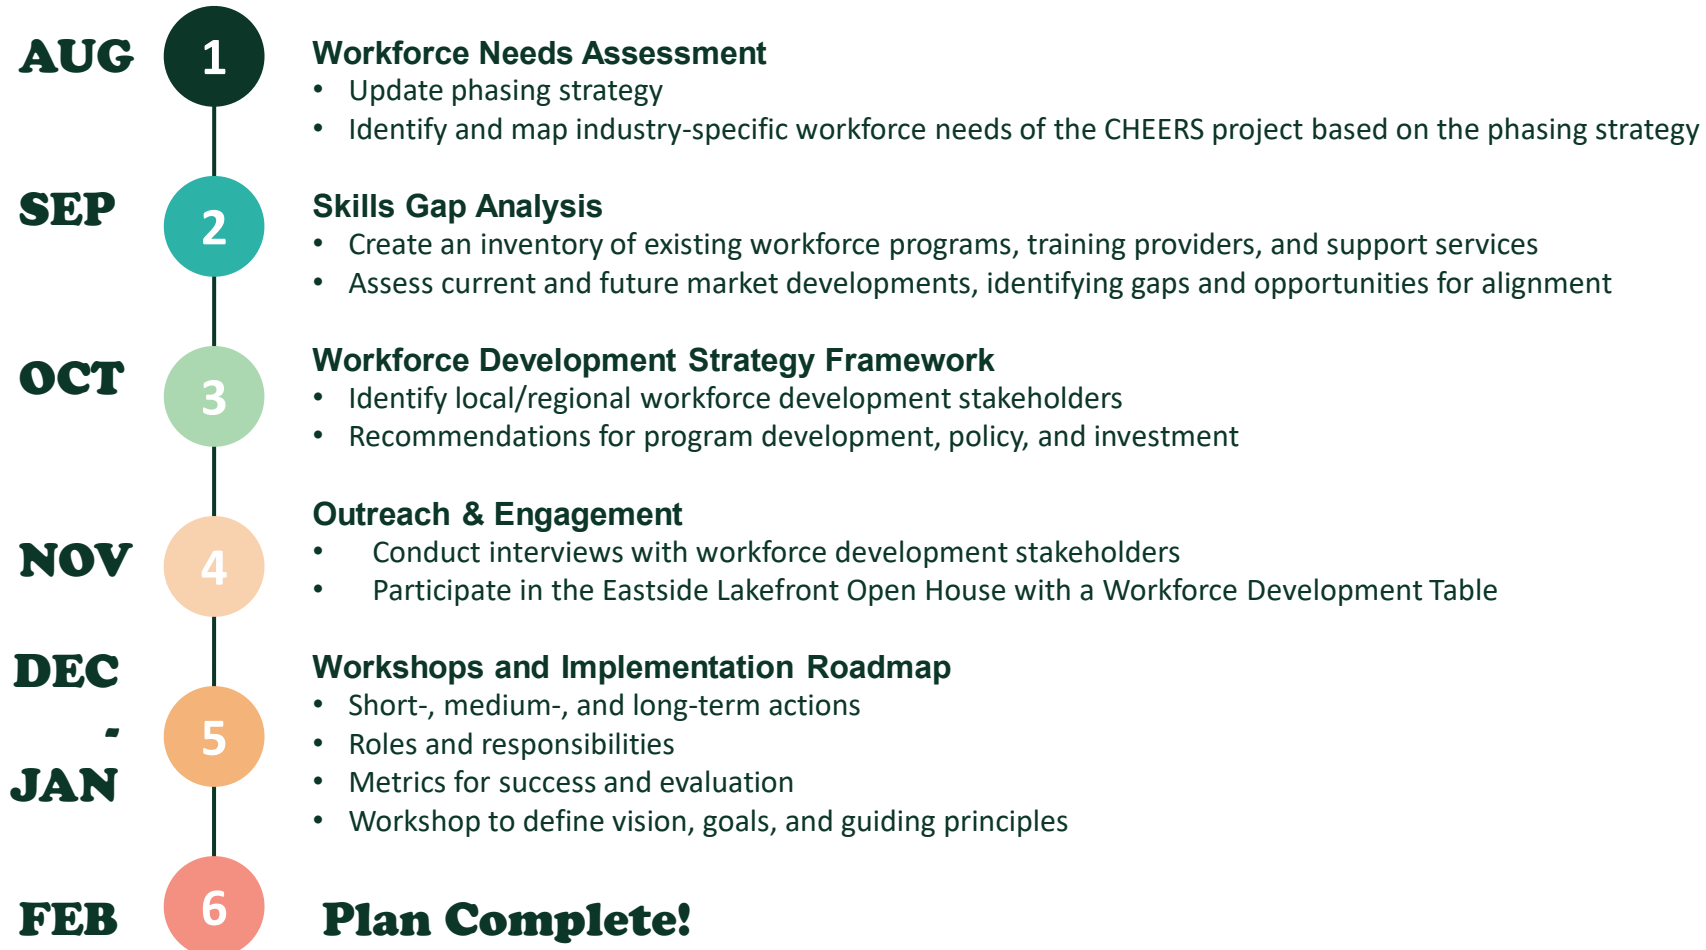 AUG
1
Workforce Needs Assessment
• Update phasing strategy
• Identify and map industry-specific workforce needs of the CHEERS project based on the phasing strategy
SEP
2
Skills Gap Analysis
• Create an inventory of existing workforce programs, training providers, and support services
• Assess current and future market developments, identifying gaps and opportunities for alignment
OCT
3
Workforce Development Strategy Framework
• Identify local/regional workforce development stakeholders
• Recommendations for program development, policy, and investment
NOV
4
Outreach & Engagement
• Conduct interviews with workforce development stakeholders
• Participate in the Eastside Lakefront Open House with a Workforce Development Table
DEC
-
JAN
5
Workshops and Implementation Roadmap
• Short-, medium-, and long-term actions
• Roles and responsibilities
• Metrics for success and evaluation
• Workshop to define vision, goals, and guiding principles
FEB
6
Plan Complete!